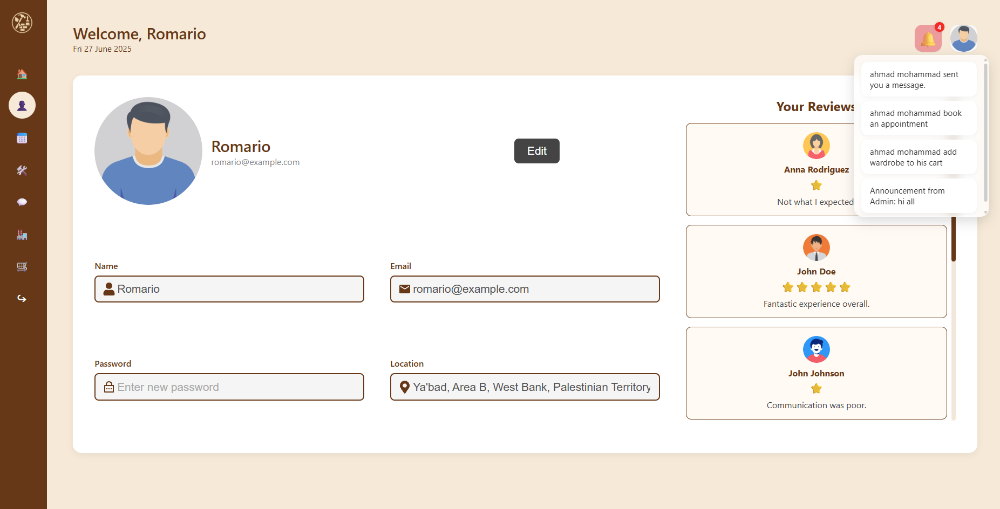 Welcome, Romario
Fri 27 June 2025
4
ahmad mohammad sent
you a message.
ahmad mohammad book
an appointment
ahmad mohammad add
wardrobe to his cart
Announcement from
Admin: hi all
Romario
romario@example.com
Edit
Name
Romario
Email
romario@example.com
Password
Enter new password
Location
Ya'bad, Area B, West Bank, Palestinian Territory
Your Reviews
Anna Rodriguez
Not what I expected
John Doe
Fantastic experience overall.
John Johnson
Communication was poor.